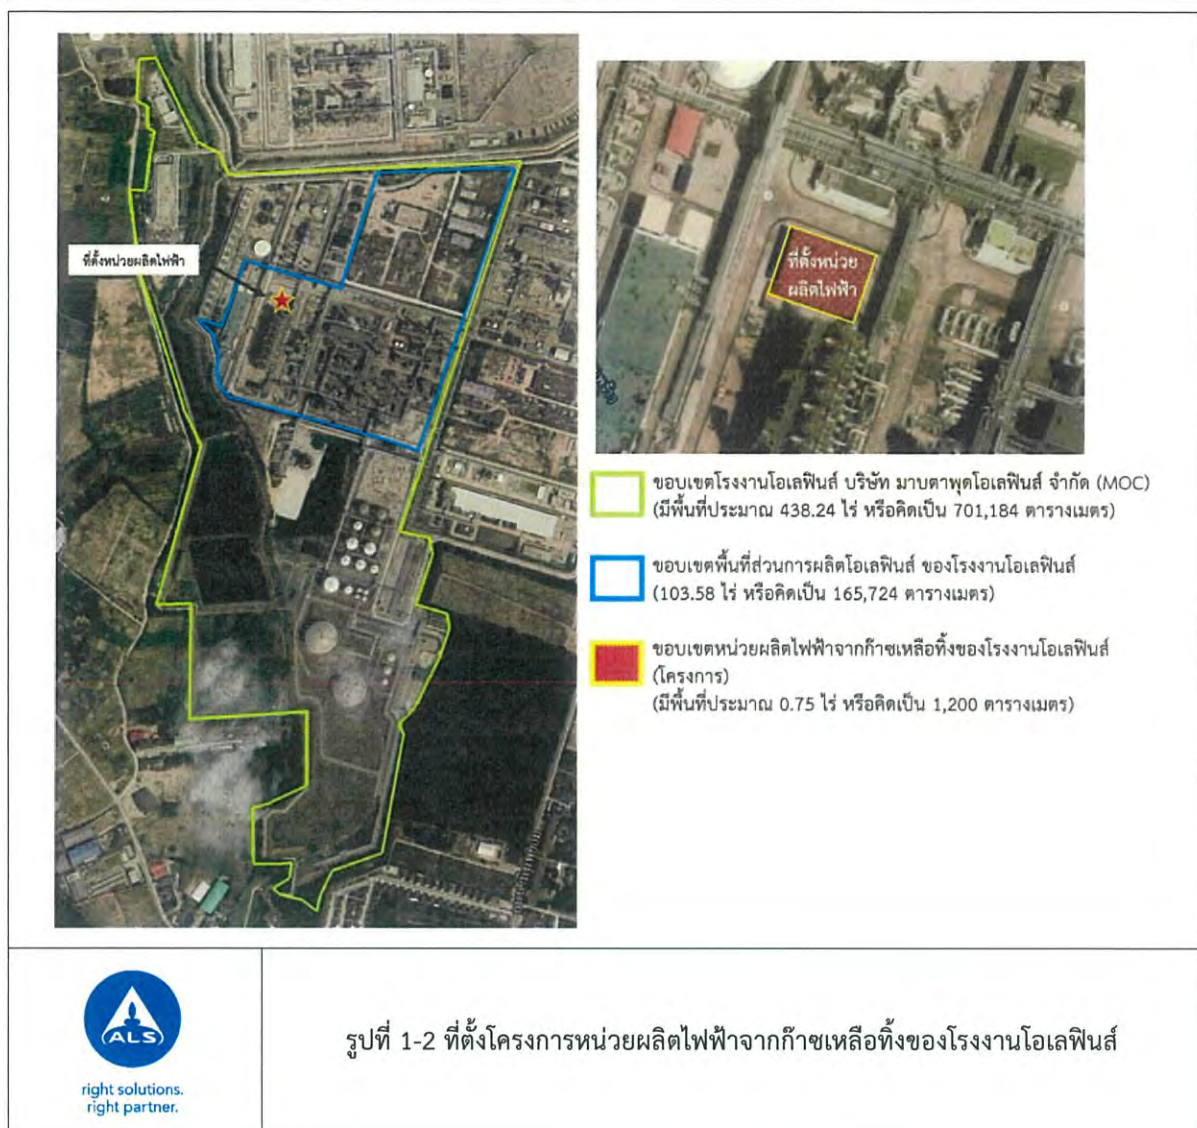 ที่ตั้งหน่วยผลิตไฟฟ้า
ที่ตั้งหน่วย
ผลิตไฟฟ้า
ขอบเขตโรงงานโอเลฟินส์ บริษัท มาบตาพุดโอเลฟินส์ จำกัด (MOC)
(มีพื้นที่ประมาณ 438.24 ไร่ หรือคิดเป็น 701,184 ตารางเมตร)
ขอบเขตพื้นที่ส่วนการผลิตโอเลฟินส์ ของโรงงานโอเลฟินส์
(103.58 ไร่ หรือคิดเป็น 165,724 ตารางเมตร)
ขอบเขตหน่วยผลิตไฟฟ้าจากก๊าซเหลือทิ้งของโรงงานโอเลฟินส์
(โครงการ)
(มีพื้นที่ประมาณ 0.75 ไร่ หรือคิดเป็น 1,200 ตารางเมตร)
ALS
right solutions.
right partner.
รูปที่ 1-2 ที่ตั้งโครงการหน่วยผลิตไฟฟ้าจากก๊าซเหลือทิ้งของโรงงานโอเลฟินส์